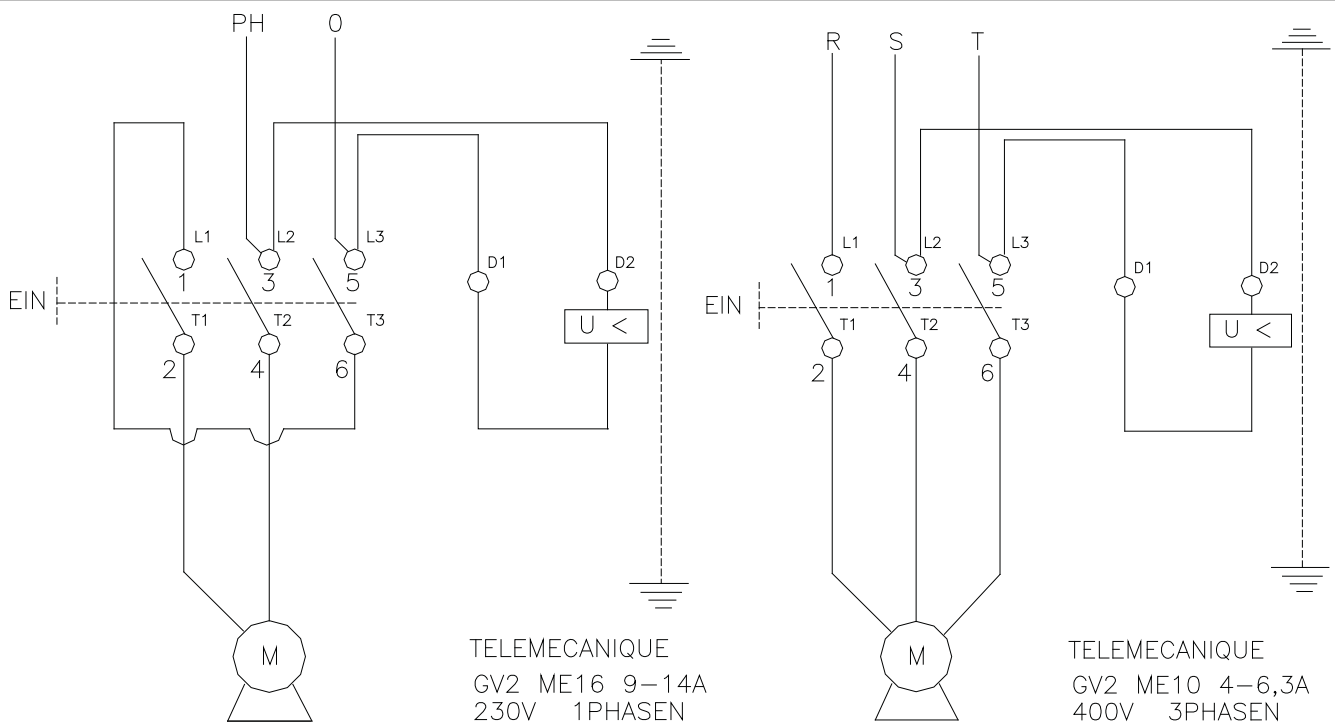 PH O
L1 L2 L3
1 3 5
D1 D2
EIN
U <
T1 T2 T3
2 4 6
M
TELEMECANIQUE
GV2 ME16 9-14A
230V 1PHASEN
R S T
L1 L2 L3
1 3 5
D1 D2
EIN
U <
T1 T2 T3
2 4 6
M
TELEMECANIQUE
GV2 ME10 4-6,3A
400V 3PHASEN